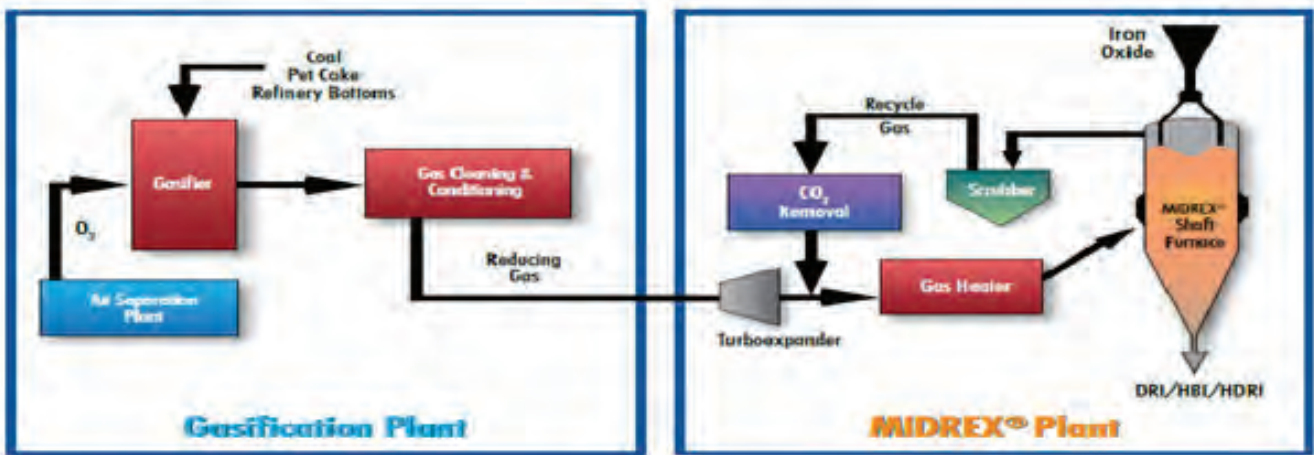 Coal
Pet Coke
Refinery Bottoms
Gasifier
Gas Cleaning &
Conditioning
O₂
Air Separation
Plant
Reducing
Gas
Gasification Plant
Iron
Oxide
Recycle
Gas
CO₂
Removal
Scrubber
MIDREX®
Shaft
Furnace
Gas Heater
Turboexpander
DRI/HBI/HDRI
MIDREX® Plant